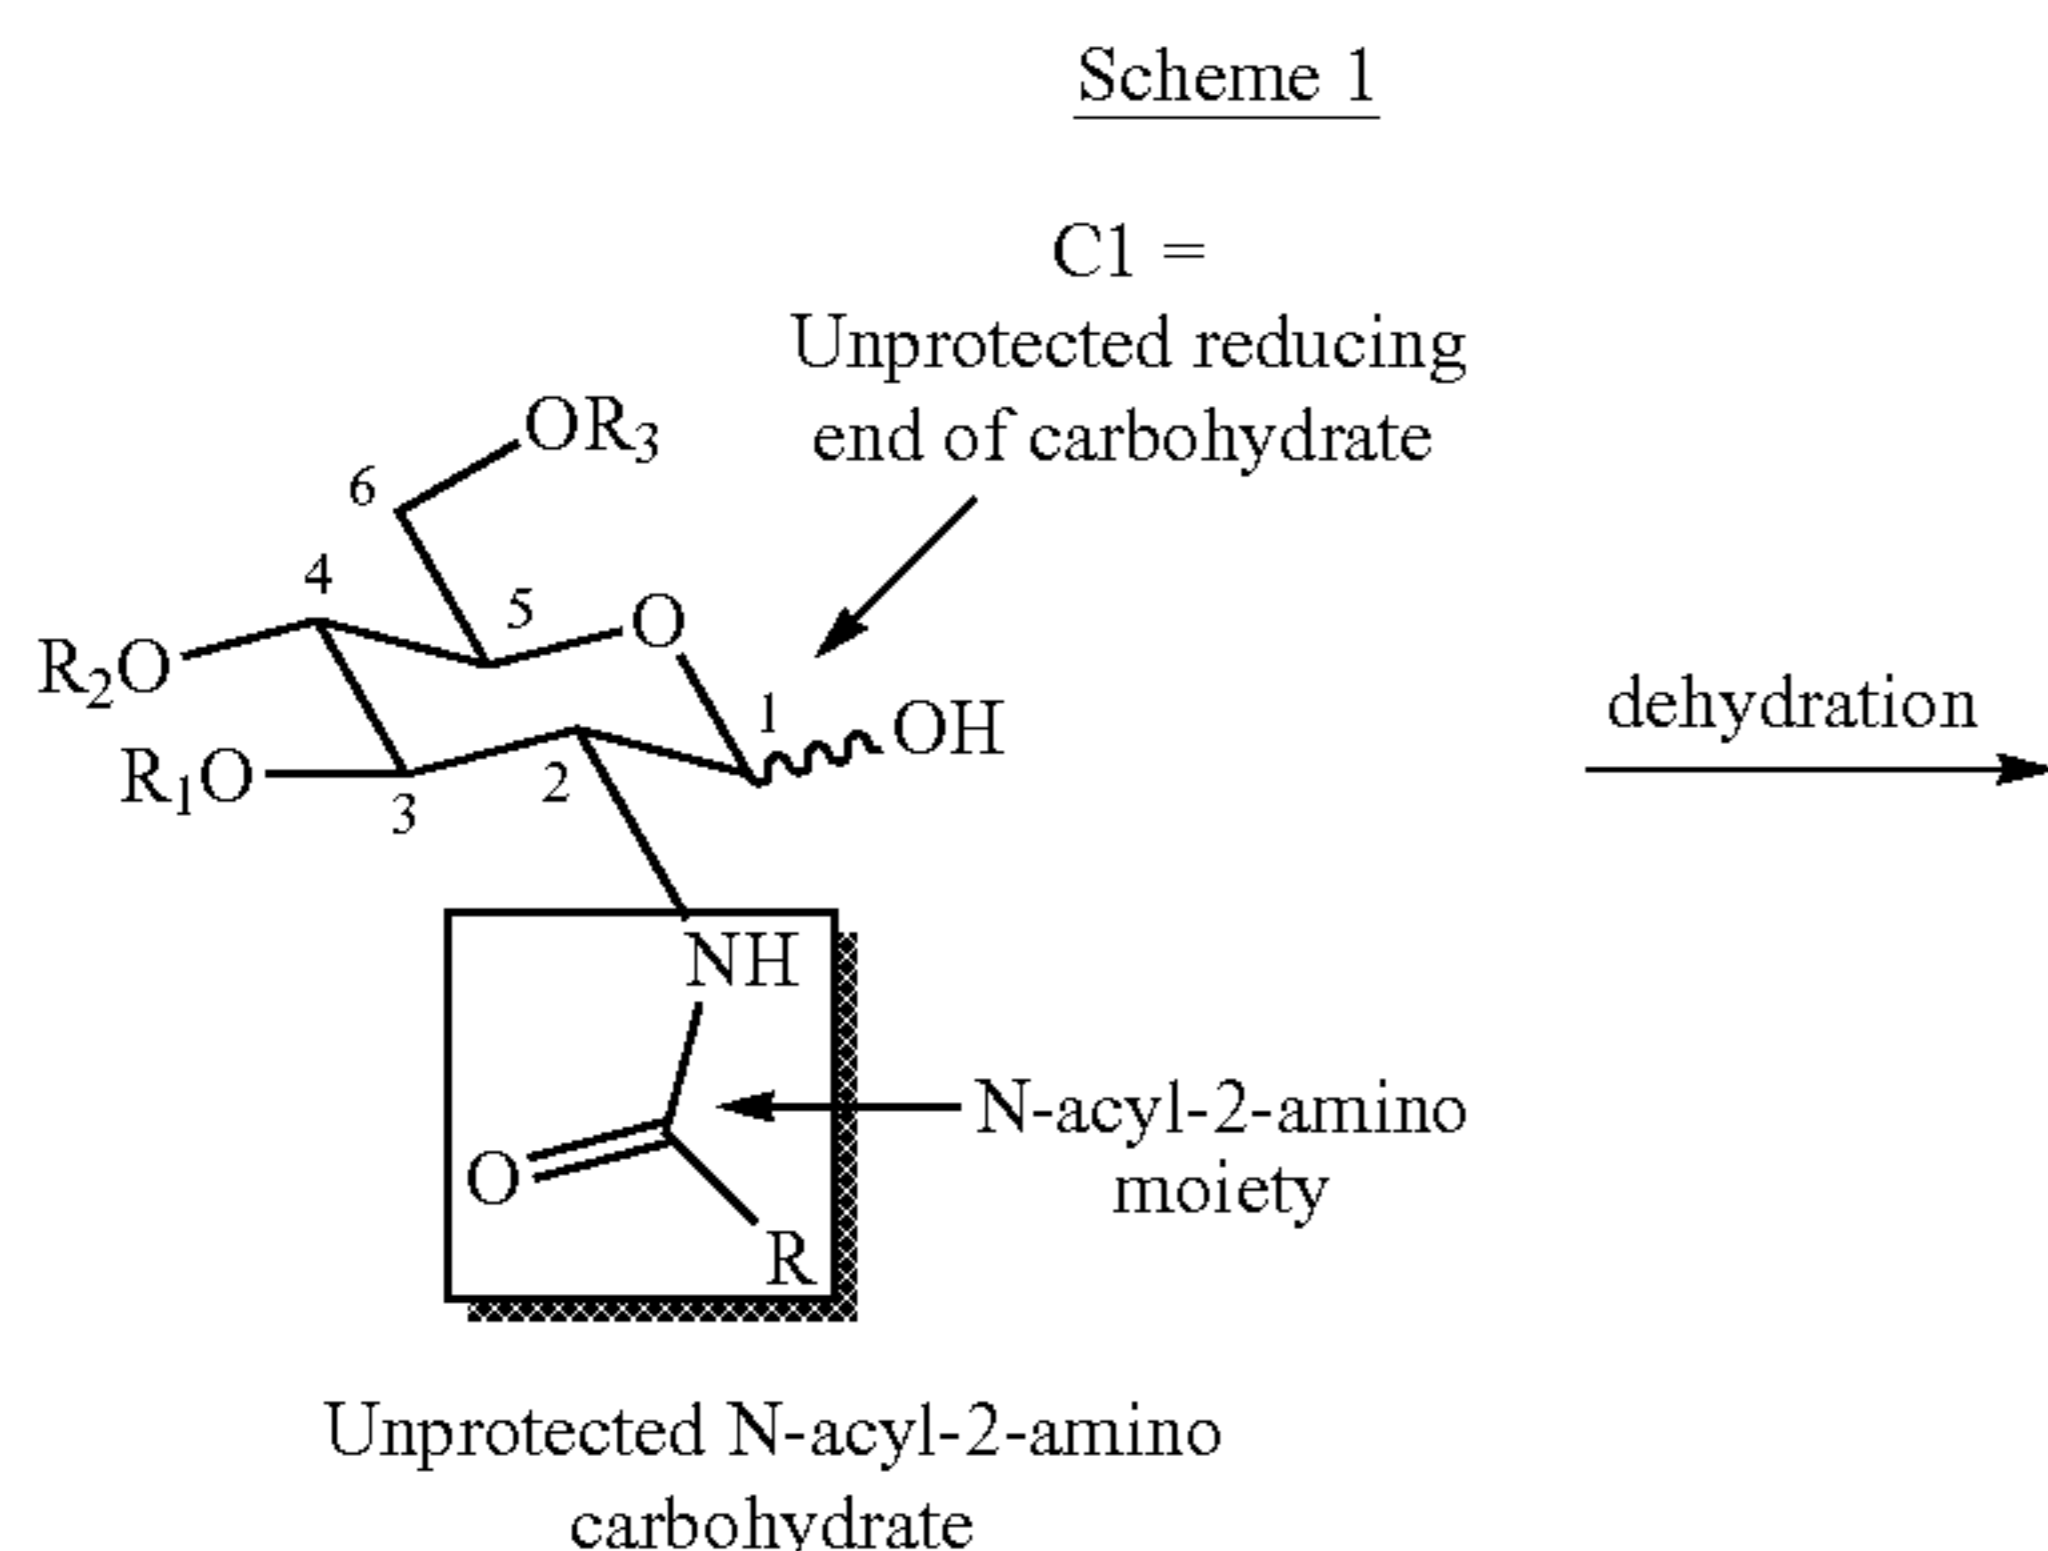 Scheme 1
C1 =
Unprotected reducing
end of carbohydrate
OR3
6
4
5
O
R2O
1
OH
dehydration
R1O
2
3
NH
N-acyl-2-amino
moiety
O
R
Unprotected N-acyl-2-amino
carbohydrate